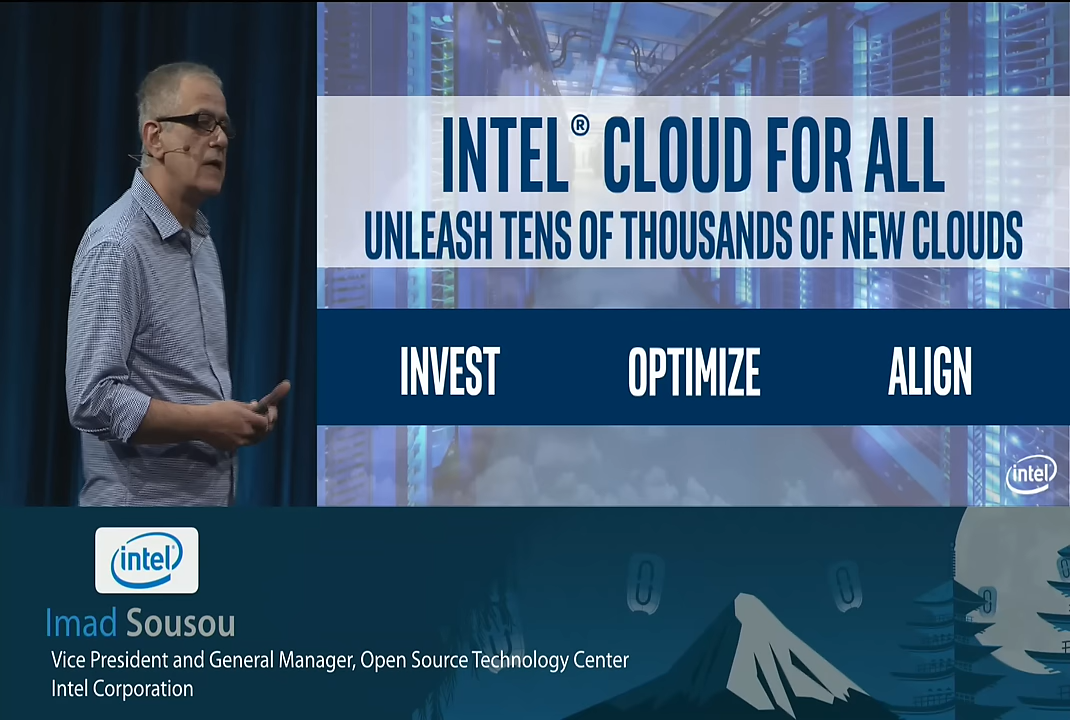 INTEL® CLOUD FOR ALL
UNLEASH TENS OF THOUSANDS OF NEW CLOUDS
INVEST OPTIMIZE ALIGN
intel
intel
Imad Sousou
Vice President and General Manager, Open Source Technology Center
Intel Corporation